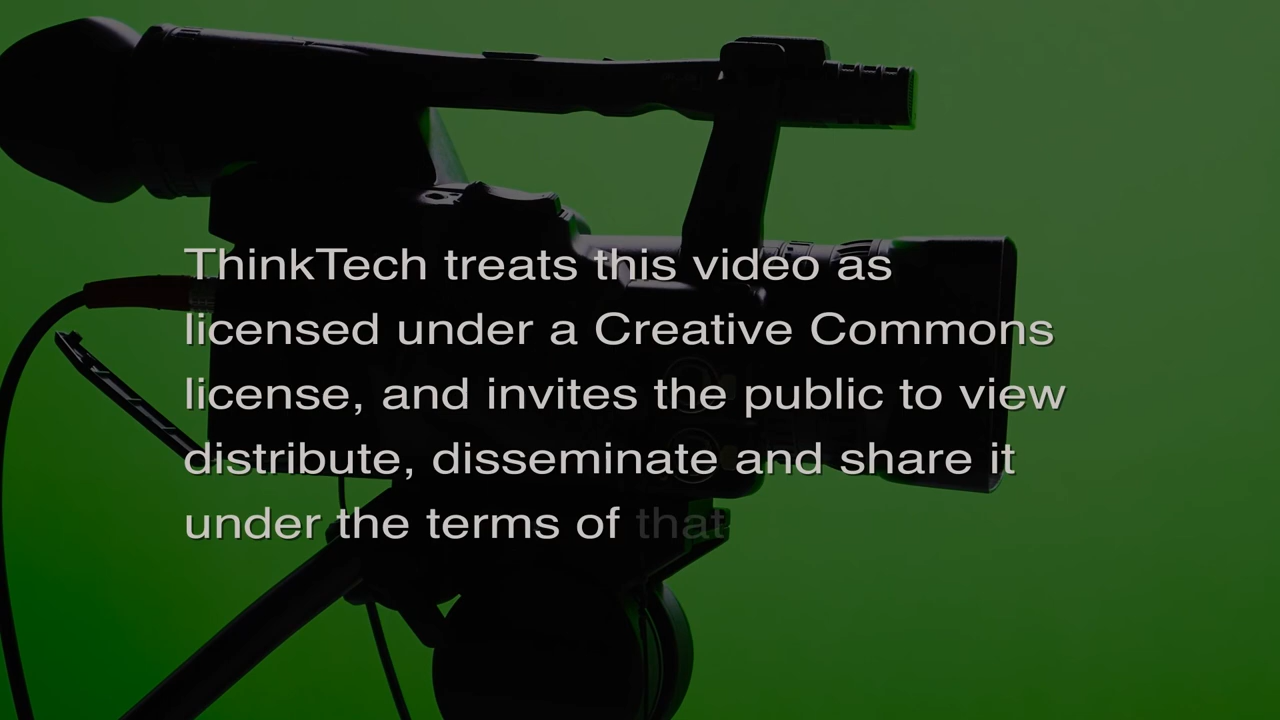 ThinkTech treats this video as
licensed under a Creative Commons
license, and invites the public to view
distribute, disseminate and share it
under the terms of that